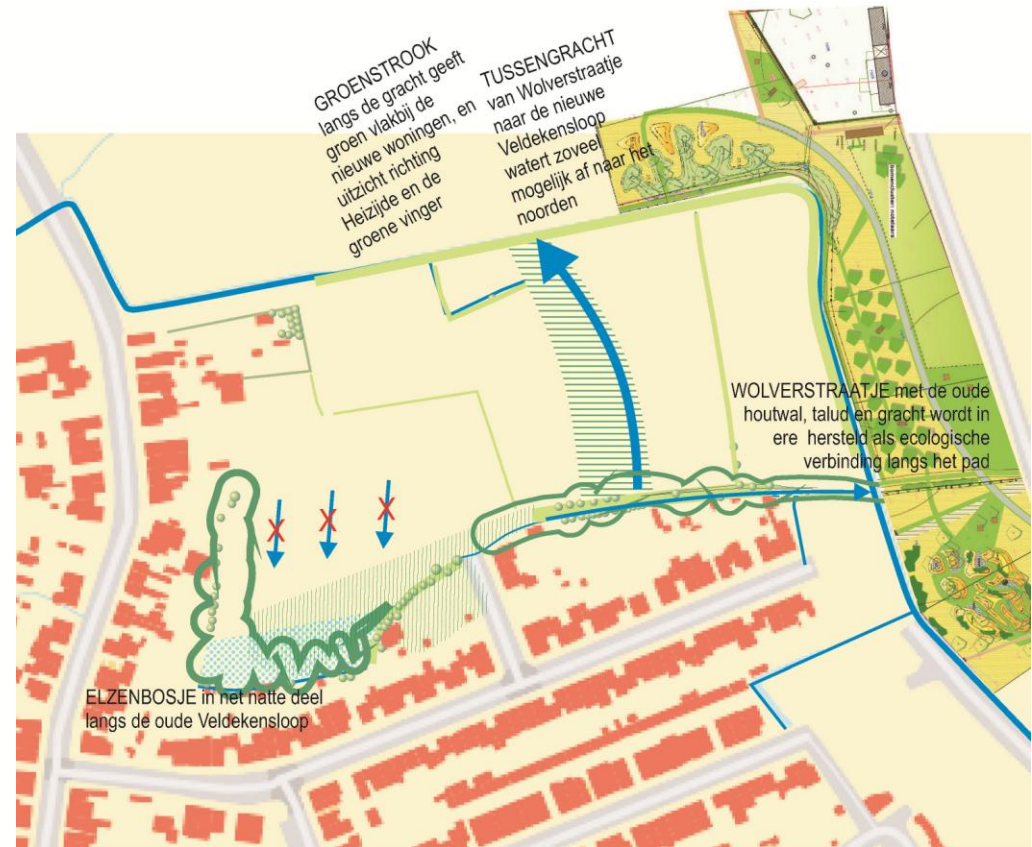 GROENSTROOK
langs de gracht geeft
groen vlakbij de
nieuwe woningen, en
uitzicht richting
Heizijde en de
groene vinger
TUSSENGRACHT
van Wolverstraatje
naar de nieuwe
Veldekensloop
watert zoveel
mogelijk af naar het
noorden
WOLVERSTRAATJE met de oude
houtwal, talud en gracht wordt in
ere hersteld als ecologische
verbinding langs het pad
X X X
ELZENBOSJE in net natte deel
langs de oude Veldekensloop